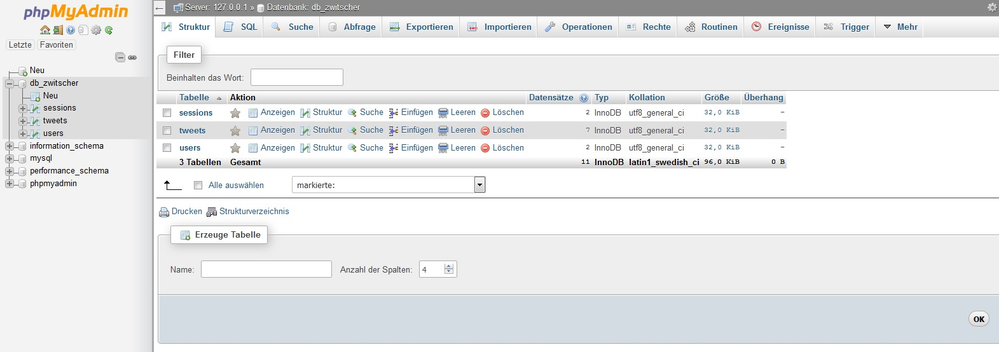 phpMyAdmin
Letzte Favoriten
Neu
db_zwitscher
Neu
sessions
tweets
users
information_schema
mysql
performance_schema
phpmyadmin
Server: 127.0.0.1 » Datenbank: db_zwitscher
Struktur SQL Suche Abfrage Exportieren Importieren Operationen Rechte Routinen Ereignisse Trigger Mehr
Filter
Beinhalten das Wort:
Tabelle Aktion Datensätze Typ Kollation Größe Überhang
sessions Anzeigen Struktur Suche Einfügen Leeren Löschen 2 InnoDB utf8_general_ci 32,0 KiB –
tweets Anzeigen Struktur Suche Einfügen Leeren Löschen 7 InnoDB utf8_general_ci 32,0 KiB –
users Anzeigen Struktur Suche Einfügen Leeren Löschen 2 InnoDB utf8_general_ci 32,0 KiB –
3 Tabellen Gesamt 11 InnoDB latin1_swedish_ci 96,0 KiB 0 B
Alle auswählen markierte:
Drucken Strukturverzeichnis
Erzeuge Tabelle
Name: Anzahl der Spalten: 4
OK